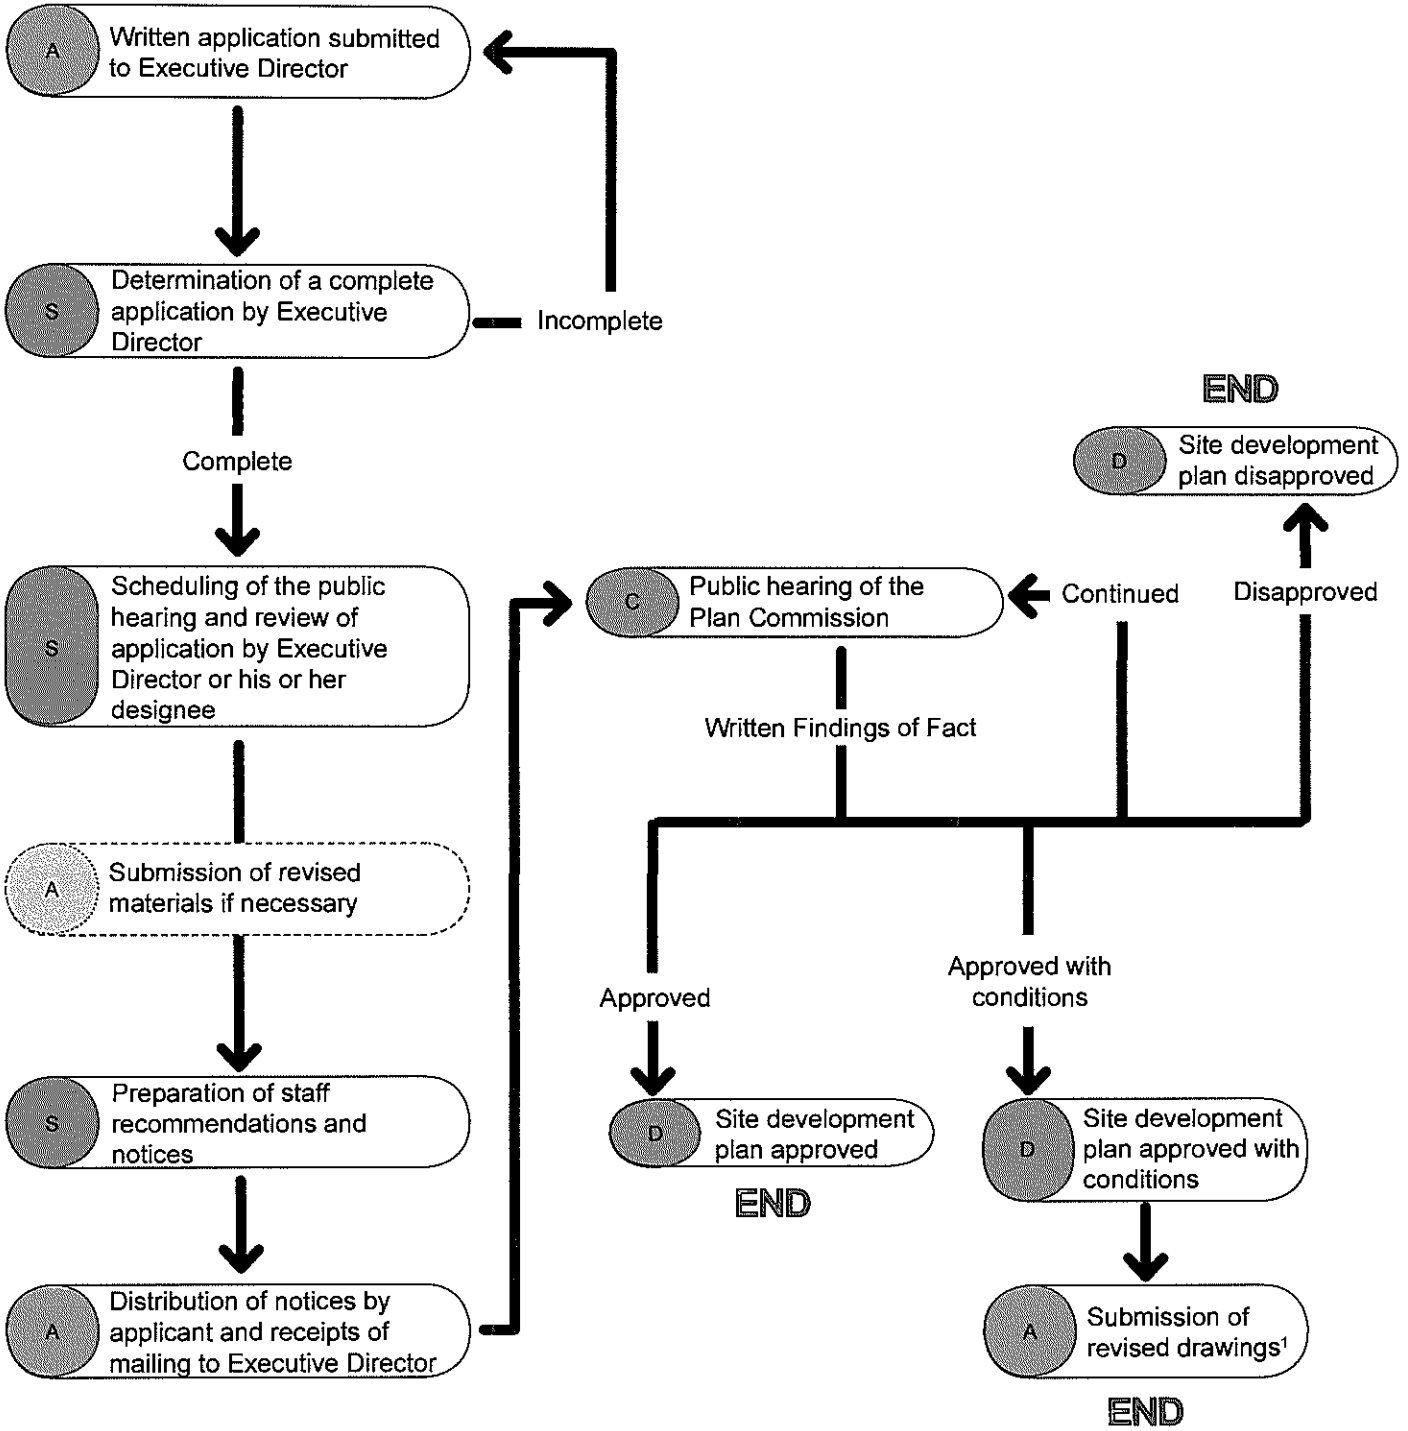 A
Written application submitted
to Executive Director
S
Determination of a complete
application by Executive
Director
Incomplete
Complete
S
Scheduling of the public
hearing and review of
application by Executive
Director or his or her
designee
A
Submission of revised
materials if necessary
S
Preparation of staff
recommendations and
notices
A
Distribution of notices by
applicant and receipts of
mailing to Executive Director
C
Public hearing of the
Plan Commission
Continued
Disapproved
END
D
Site development
plan disapproved
Written Findings of Fact
Approved
D
Site development
plan approved
END
Approved with
conditions
D
Site development
plan approved with
conditions
A
Submission of
revised drawings¹
END